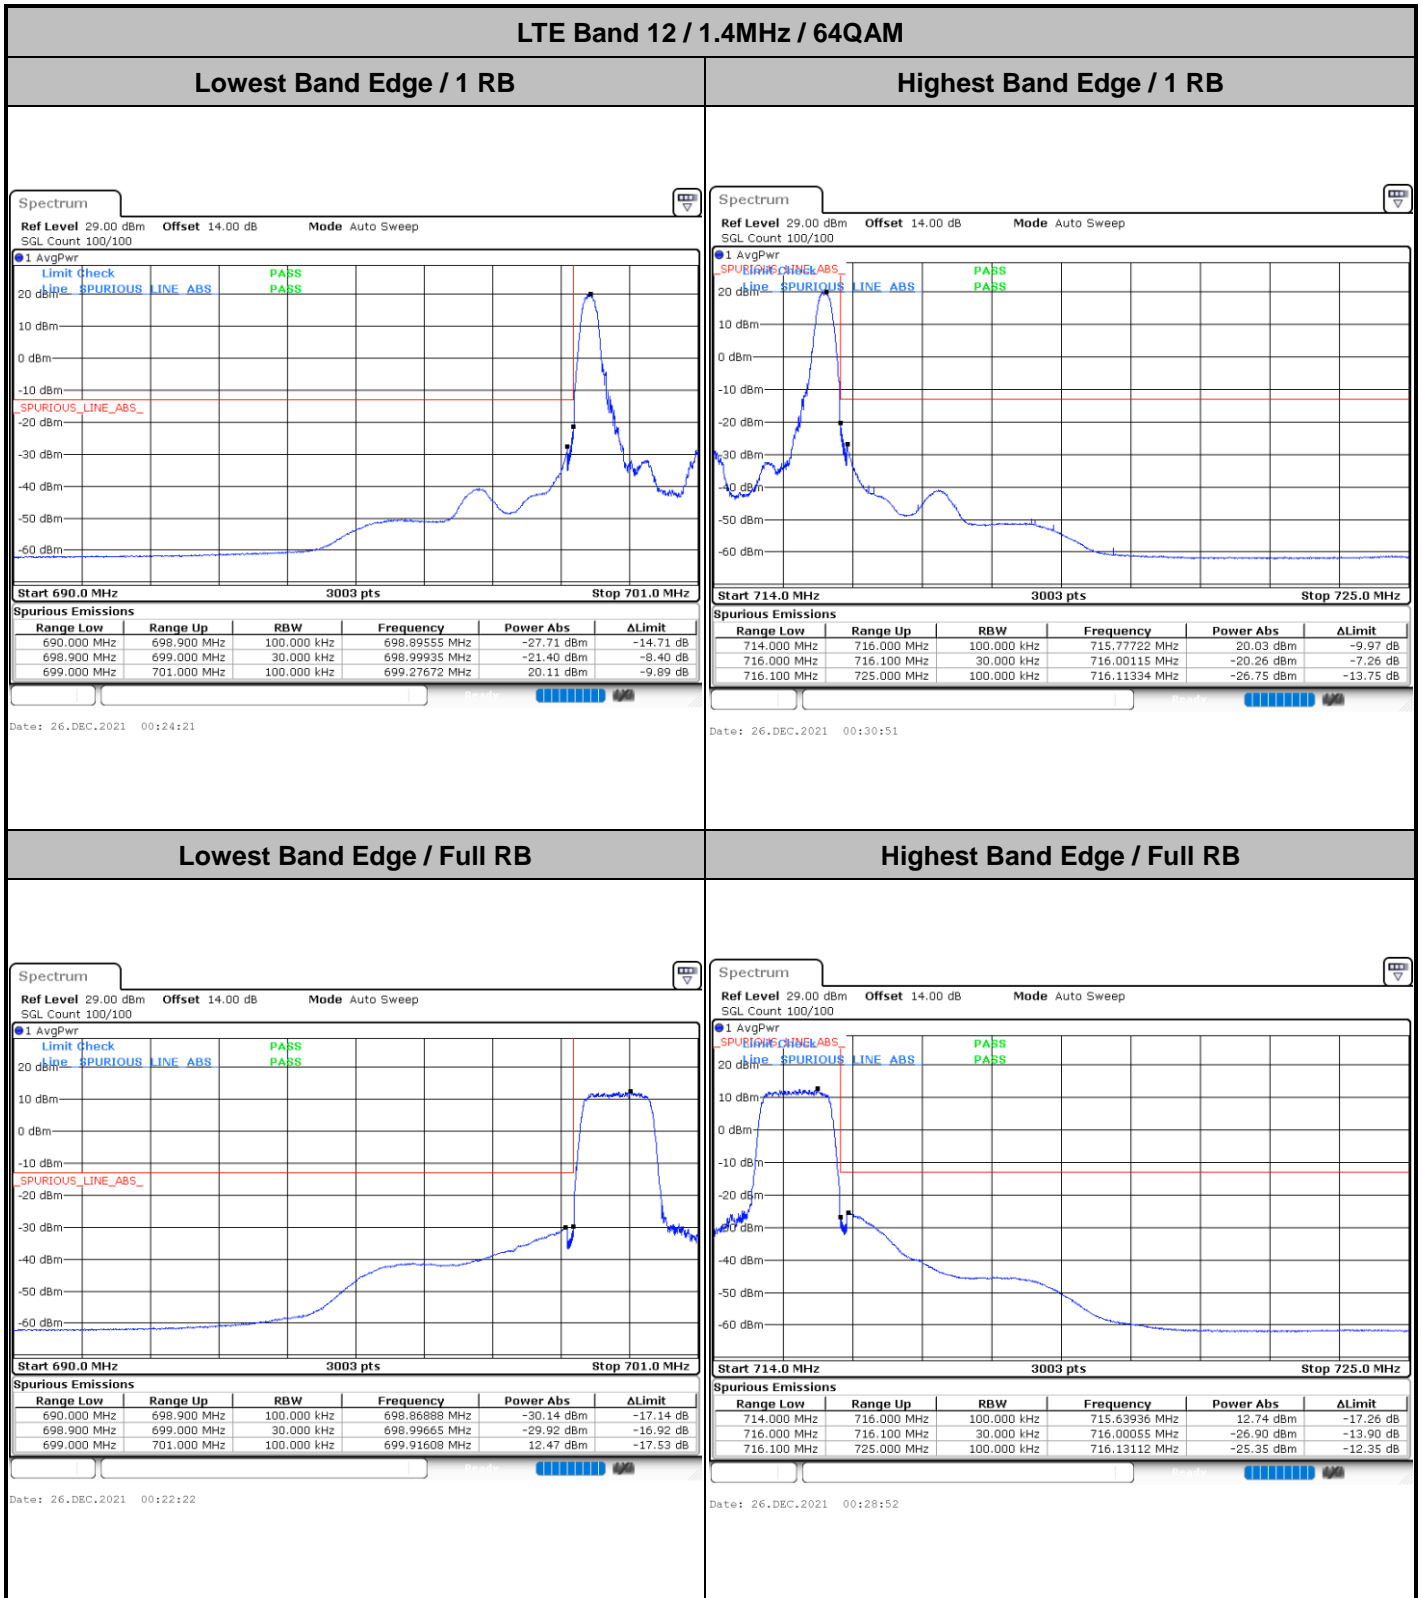 LTE Band 12 / 1.4MHz / 64QAM
Lowest Band Edge / 1 RB
Highest Band Edge / 1 RB
Spectrum
Ref Level 29.00 dBm Offset 14.00 dB Mode Auto Sweep
SGL Count 100/100
1 AvgPwr
Limit Check PASS
Line _SPURIOUS_LINE_ABS_ PASS
20 dBm
10 dBm
0 dBm
-10 dBm
_SPURIOUS_LINE_ABS_
-20 dBm
-30 dBm
-40 dBm
-50 dBm
-60 dBm
Start 690.0 MHz 3003 pts Stop 701.0 MHz
Spurious Emissions
Range Low Range Up RBW Frequency Power Abs ΔLimit
690.000 MHz 698.900 MHz 100.000 kHz 698.89555 MHz -27.71 dBm -14.71 dB
698.900 MHz 699.000 MHz 30.000 kHz 698.99935 MHz -21.40 dBm -8.40 dB
699.000 MHz 701.000 MHz 100.000 kHz 699.27672 MHz 20.11 dBm -9.89 dB
Ready
Date: 26.DEC.2021 00:24:21
Spectrum
Ref Level 29.00 dBm Offset 14.00 dB Mode Auto Sweep
SGL Count 100/100
1 AvgPwr
_SPURIOUS_LINE_ABS_
Limit Check PASS
Line _SPURIOUS_LINE_ABS_ PASS
20 dBm
10 dBm
0 dBm
-10 dBm
-20 dBm
-30 dBm
-40 dBm
-50 dBm
-60 dBm
Start 714.0 MHz 3003 pts Stop 725.0 MHz
Spurious Emissions
Range Low Range Up RBW Frequency Power Abs ΔLimit
714.000 MHz 716.000 MHz 100.000 kHz 715.77722 MHz 20.03 dBm -9.97 dB
716.000 MHz 716.100 MHz 30.000 kHz 716.00115 MHz -20.26 dBm -7.26 dB
716.100 MHz 725.000 MHz 100.000 kHz 716.11334 MHz -26.75 dBm -13.75 dB
Ready
Date: 26.DEC.2021 00:30:51
Lowest Band Edge / Full RB
Highest Band Edge / Full RB
Spectrum
Ref Level 29.00 dBm Offset 14.00 dB Mode Auto Sweep
SGL Count 100/100
1 AvgPwr
Limit Check PASS
Line _SPURIOUS_LINE_ABS_ PASS
20 dBm
10 dBm
0 dBm
-10 dBm
_SPURIOUS_LINE_ABS_
-20 dBm
-30 dBm
-40 dBm
-50 dBm
-60 dBm
Start 690.0 MHz 3003 pts Stop 701.0 MHz
Spurious Emissions
Range Low Range Up RBW Frequency Power Abs ΔLimit
690.000 MHz 698.900 MHz 100.000 kHz 698.86888 MHz -30.14 dBm -17.14 dB
698.900 MHz 699.000 MHz 30.000 kHz 698.99665 MHz -29.92 dBm -16.92 dB
699.000 MHz 701.000 MHz 100.000 kHz 699.91608 MHz 12.47 dBm -17.53 dB
Ready
Date: 26.DEC.2021 00:22:22
Spectrum
Ref Level 29.00 dBm Offset 14.00 dB Mode Auto Sweep
SGL Count 100/100
1 AvgPwr
_SPURIOUS_LINE_ABS_
Limit Check PASS
Line _SPURIOUS_LINE_ABS_ PASS
20 dBm
10 dBm
0 dBm
-10 dBm
-20 dBm
-30 dBm
-40 dBm
-50 dBm
-60 dBm
Start 714.0 MHz 3003 pts Stop 725.0 MHz
Spurious Emissions
Range Low Range Up RBW Frequency Power Abs ΔLimit
714.000 MHz 716.000 MHz 100.000 kHz 715.63936 MHz 12.74 dBm -17.26 dB
716.000 MHz 716.100 MHz 30.000 kHz 716.00055 MHz -26.90 dBm -13.90 dB
716.100 MHz 725.000 MHz 100.000 kHz 716.13112 MHz -25.35 dBm -12.35 dB
Ready
Date: 26.DEC.2021 00:28:52